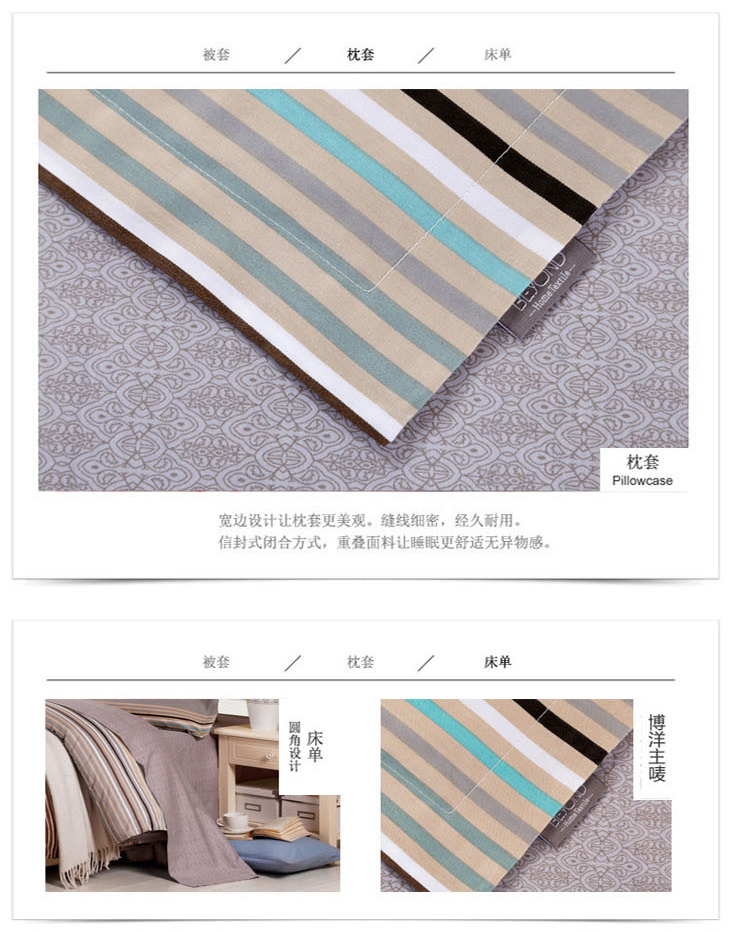 被套 / 枕套 / 床单
BEYOND
—Home Textile—
枕套
Pillowcase
宽边设计让枕套更美观。缝线细密，经久耐用。
信封式闭合方式，重叠面料让睡眠更舒适无异物感。
被套 / 枕套 / 床单
床单
圆角设计
博洋主唛
BEYOND
—Home Textile—